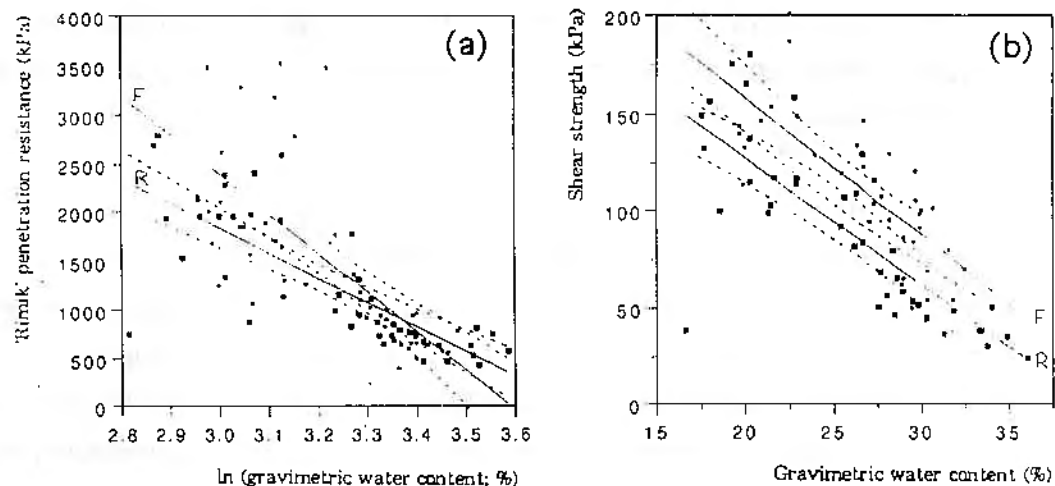 'Rimik' penetration resistance (kPa)
4000
3500
3000
2500
2000
1500
1000
500
0
(a)
F
R
2.8 2.9 3.0 3.1 3.2 3.3 3.4 3.5 3.6
ln (gravimetric water content; %)
Shear strength (kPa)
200
150
100
50
0
(b)
F
R
15 20 25 30 35
Gravimetric water content (%)